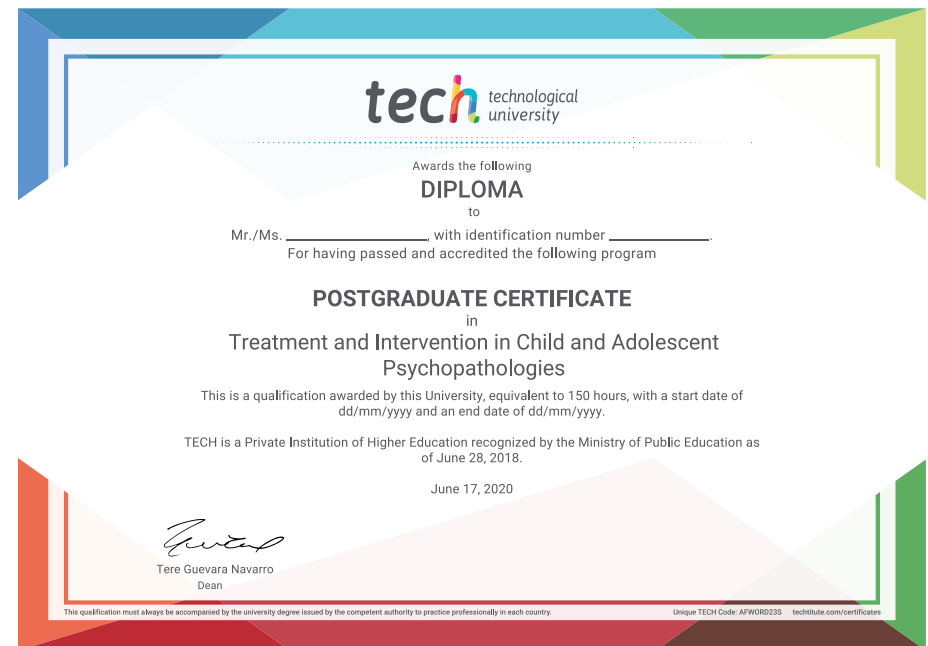 tech technological
university
Awards the following
DIPLOMA
to
Mr./Ms. ____________________, with identification number ______________.
For having passed and accredited the following program
POSTGRADUATE CERTIFICATE
in
Treatment and Intervention in Child and Adolescent
Psychopathologies
This is a qualification awarded by this University, equivalent to 150 hours, with a start date of
dd/mm/yyyy and an end date of dd/mm/yyyy.
TECH is a Private Institution of Higher Education recognized by the Ministry of Public Education as
of June 28, 2018.
June 17, 2020
Tere Guevara Navarro
Dean
This qualification must always be accompanied by the university degree issued by the competent authority to practice professionally in each country. Unique TECH Code: AFWORD23S techtitute.com/certificates